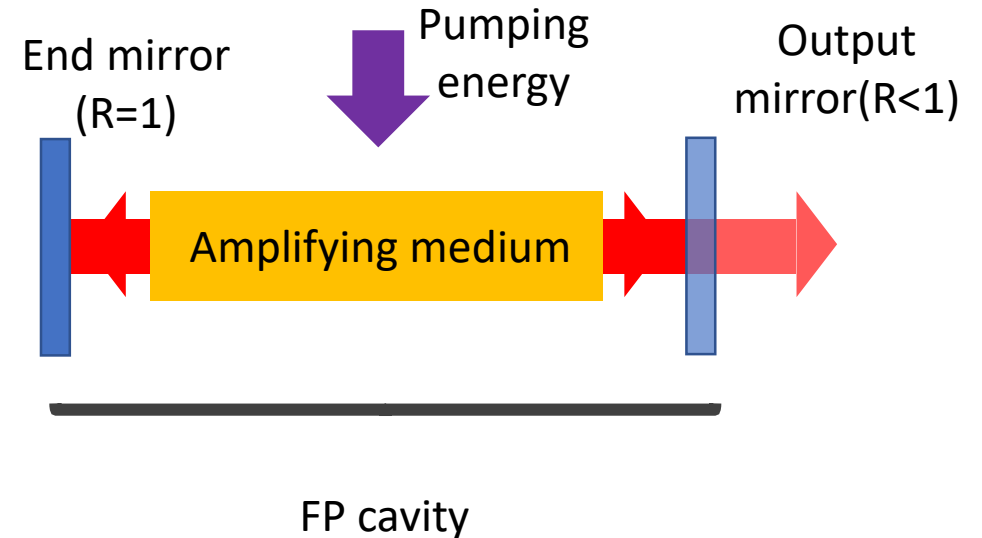 End mirror
(R=1)
Pumping
energy
Output
mirror(R<1)
Amplifying medium
FP cavity